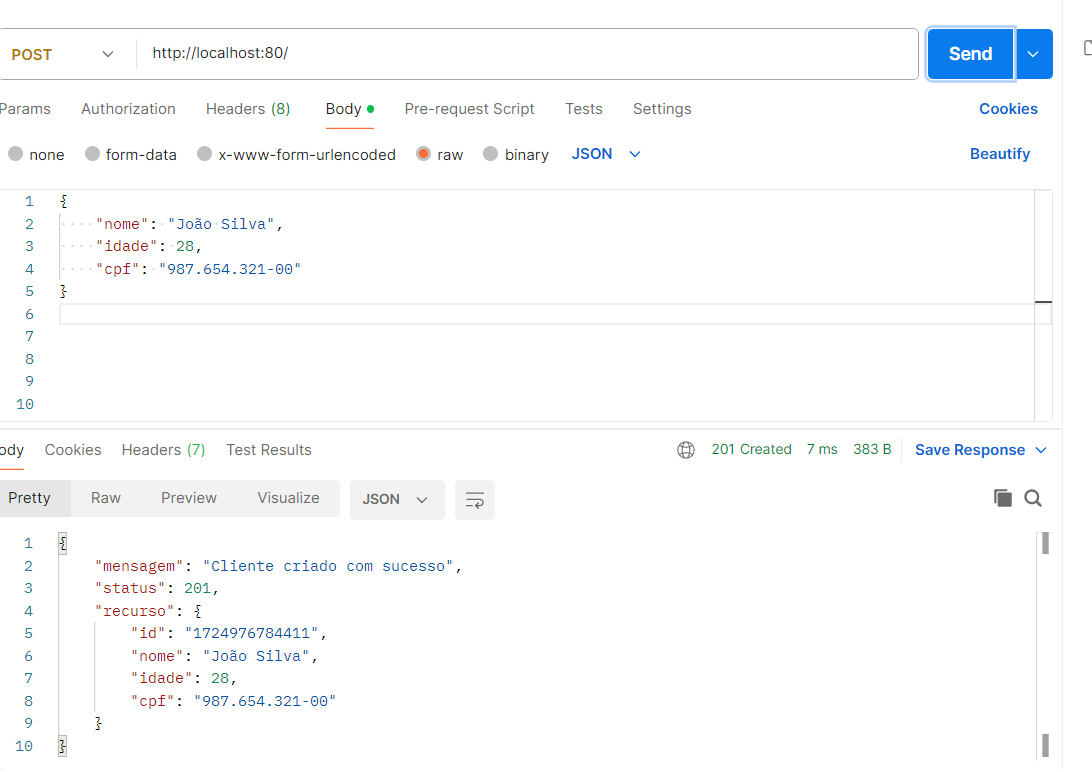 POST http://localhost:80/ Send
Params Authorization Headers (8) Body Pre-request Script Tests Settings Cookies
none form-data x-www-form-urlencoded raw binary JSON Beautify
1 {
2 "nome": "João Silva",
3 "idade": 28,
4 "cpf": "987.654.321-00"
5 }
6
7
8
9
10
ody Cookies Headers (7) Test Results 201 Created 7 ms 383 B Save Response
Pretty Raw Preview Visualize JSON
1 {
2 "mensagem": "Cliente criado com sucesso",
3 "status": 201,
4 "recurso": {
5 "id": "1724976784411",
6 "nome": "João Silva",
7 "idade": 28,
8 "cpf": "987.654.321-00"
9 }
10 }